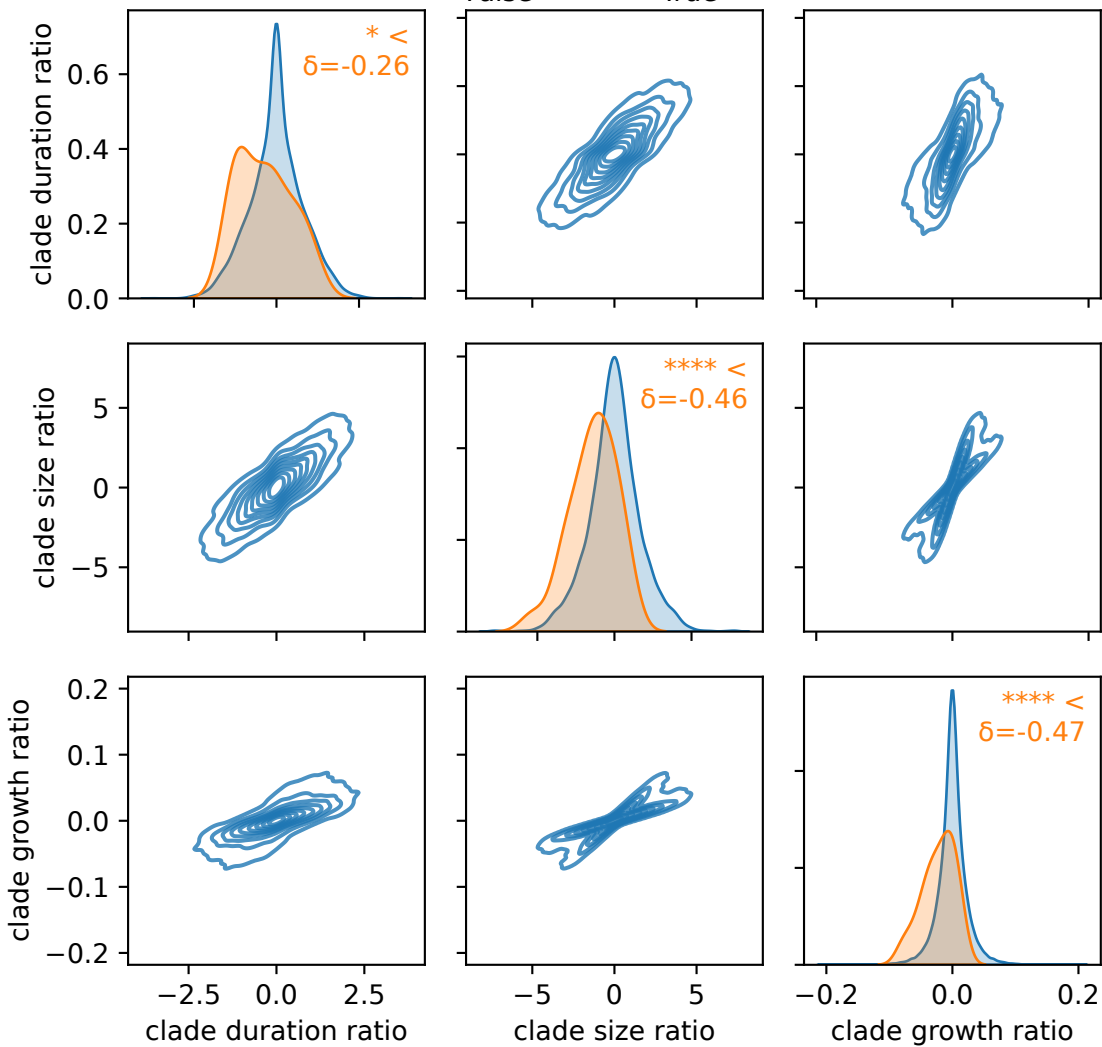 * <
δ=-0.26
clade duration ratio
0.6
0.4
0.2
0.0
**** <
δ=-0.46
clade size ratio
5
0
−5
**** <
δ=-0.47
clade growth ratio
0.2
0.1
0.0
−0.1
−0.2
−2.5 0.0 2.5
−5 0 5
−0.2 0.0 0.2
clade duration ratio
clade size ratio
clade growth ratio